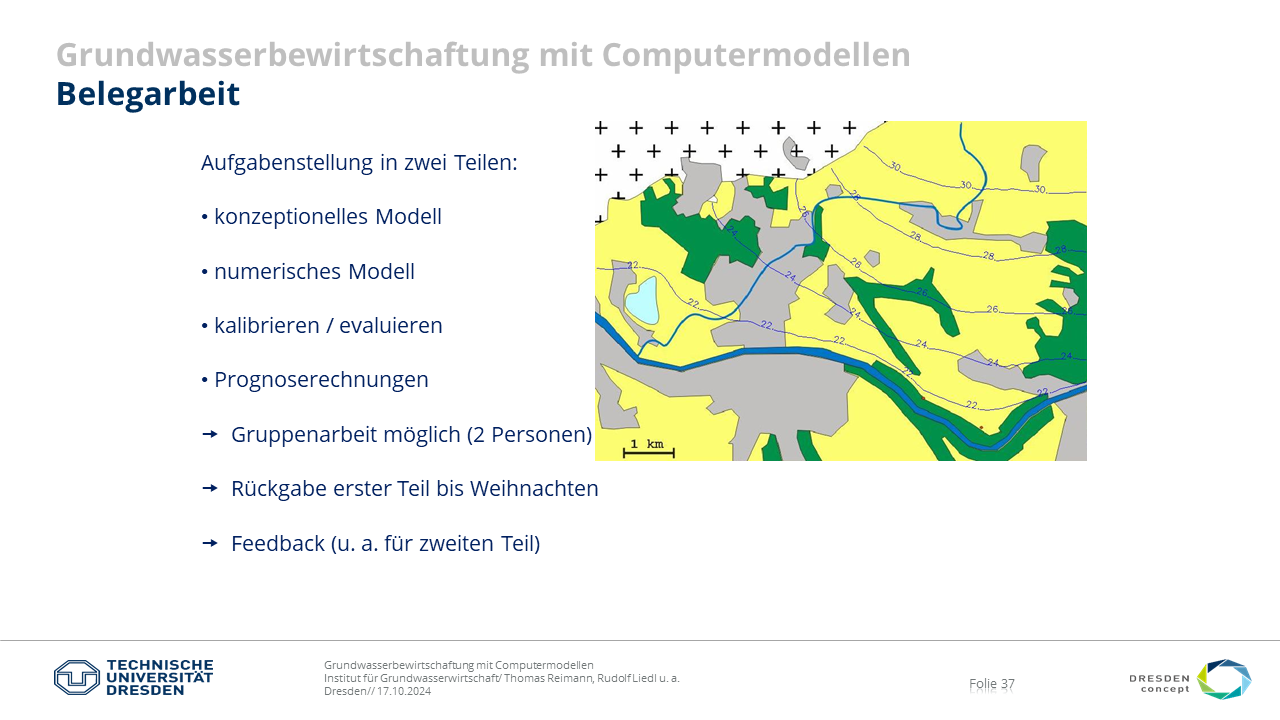 Grundwasserbewirtschaftung mit Computermodellen
Belegarbeit
Aufgabenstellung in zwei Teilen:
• konzeptionelles Modell
• numerisches Modell
• kalibrieren / evaluieren
• Prognoserechnungen
➞ Gruppenarbeit möglich (2 Personen)
➞ Rückgabe erster Teil bis Weihnachten
➞ Feedback (u. a. für zweiten Teil)
30 30 30
28 28 28 28
26 26 26 26 26
24 24 24 24 24 24
22 22 22 22 22 22 22
1 km
TECHNISCHE
UNIVERSITÄT
DRESDEN
Grundwasserbewirtschaftung mit Computermodellen
Institut für Grundwasserwirtschaft/ Thomas Reimann, Rudolf Liedl u. a.
Dresden// 17.10.2024
Folie 37
DRESDEN
concept